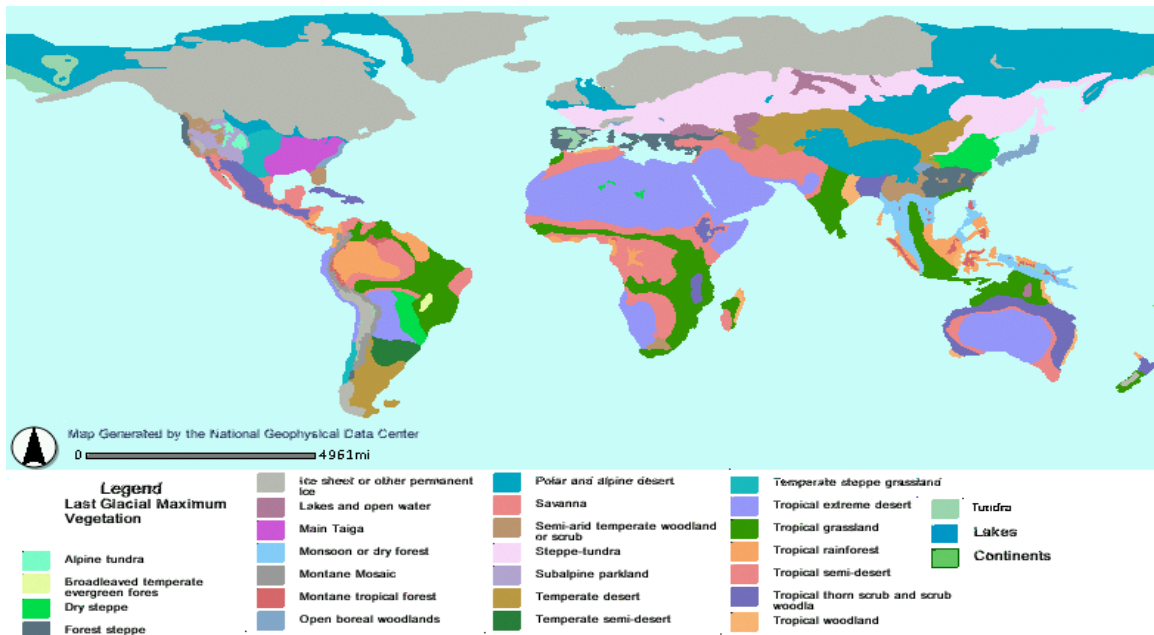 Map Generated by the National Geophysical Data Center
0 4961mi
Legend
Last Glacial Maximum
Vegetation
Alpine tundra
Broadleaved temperate
evergreen fores
Dry steppe
Forest steppe
Ice sheet or other permanent
Ice
Lakes and open water
Main Taiga
Monsoon or dry forest
Montane Mosaic
Montane tropical forest
Open boreal woodlands
Polar and alpine desert
Savanna
Semi-arid temperate woodland
or scrub
Steppe-tundra
Subalpine parkland
Temperate desert
Temperate semi-desert
Temperate steppe grassland
Tropical extreme desert
Tropical grassland
Tropical rainforest
Tropical semi-desert
Tropical thorn scrub and scrub
woodla
Tropical woodland
Tundra
Lakes
Continents